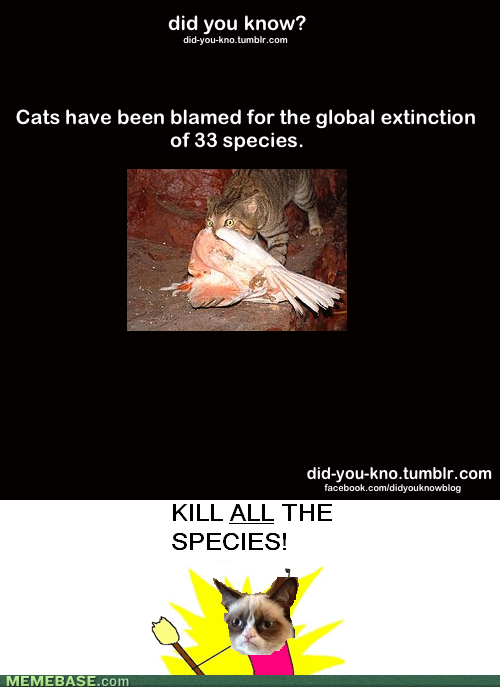 did you know?
did-you-kno.tumblr.com
Cats have been blamed for the global extinction
of 33 species.
did-you-kno.tumblr.com
facebook.com/didyouknowblog
KILL ALL THE
SPECIES!
MEMEBASE.com